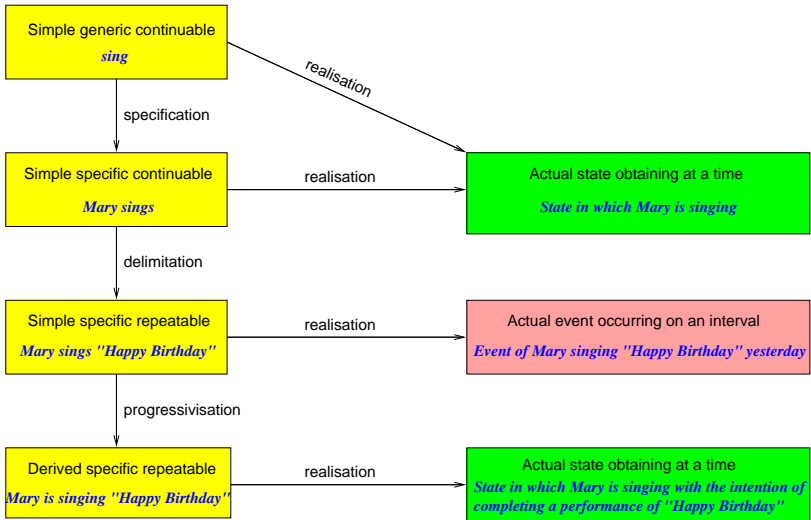 Simple generic continuable
sing
realisation
specification
Simple specific continuable
Mary sings
realisation
Actual state obtaining at a time
State in which Mary is singing
delimitation
Simple specific repeatable
Mary sings "Happy Birthday"
realisation
Actual event occurring on an interval
Event of Mary singing "Happy Birthday" yesterday
progressivisation
Derived specific repeatable
Mary is singing "Happy Birthday"
realisation
Actual state obtaining at a time
State in which Mary is singing with the intention of
completing a performance of "Happy Birthday"